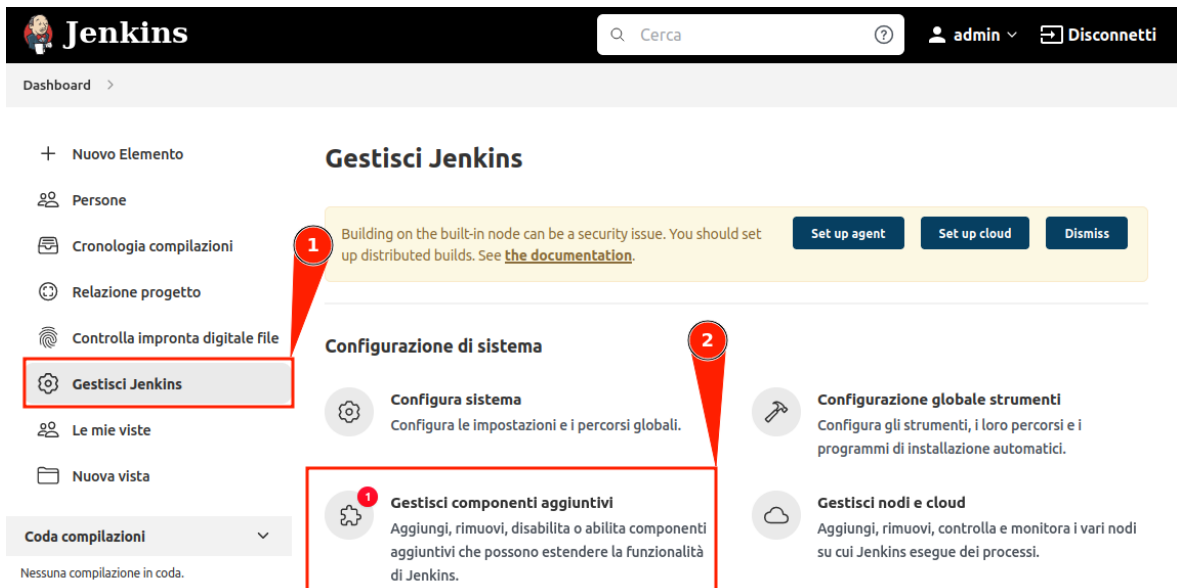 Jenkins
Cerca
admin
Disconnetti
Dashboard
Nuovo Elemento
Persone
Cronologia compilazioni
Relazione progetto
Controlla impronta digitale file
Gestisci Jenkins
Le mie viste
Nuova vista
Coda compilazioni
Nessuna compilazione in coda.
1
Gestisci Jenkins
Building on the built-in node can be a security issue. You should set
up distributed builds. See the documentation.
Set up agent
Set up cloud
Dismiss
Configurazione di sistema
2
Configura sistema
Configura le impostazioni e i percorsi globali.
Configurazione globale strumenti
Configura gli strumenti, i loro percorsi e i
programmi di installazione automatici.
1
Gestisci componenti aggiuntivi
Aggiungi, rimuovi, disabilita o abilita componenti
aggiuntivi che possono estendere la funzionalità
di Jenkins.
Gestisci nodi e cloud
Aggiungi, rimuovi, controlla e monitora i vari nodi
su cui Jenkins esegue dei processi.